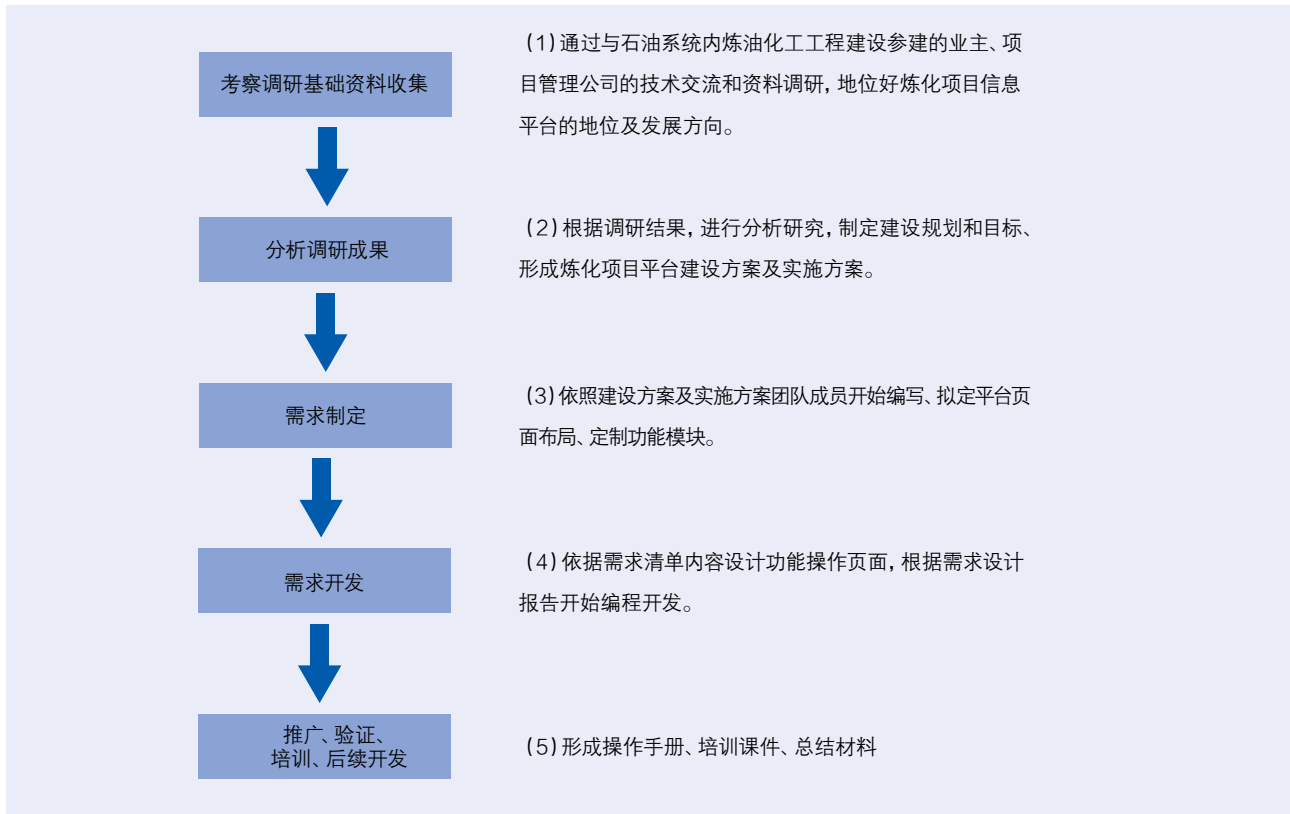 考察调研基础资料收集
(1)通过与石油系统内炼油化工工程建设参建的业主、项
目管理公司的技术交流和资料调研,地位好炼化项目信息
平台的地位及发展方向。
分析调研成果
(2)根据调研结果,进行分析研究,制定建设规划和目标、
形成炼化项目平台建设方案及实施方案。
需求制定
(3)依照建设方案及实施方案团队成员开始编写、拟定平台页
面布局、定制功能模块。
需求开发
(4)依据需求清单内容设计功能操作页面,根据需求设计
报告开始编程开发。
推广、验证、
培训、后续开发
(5)形成操作手册、培训课件、总结材料